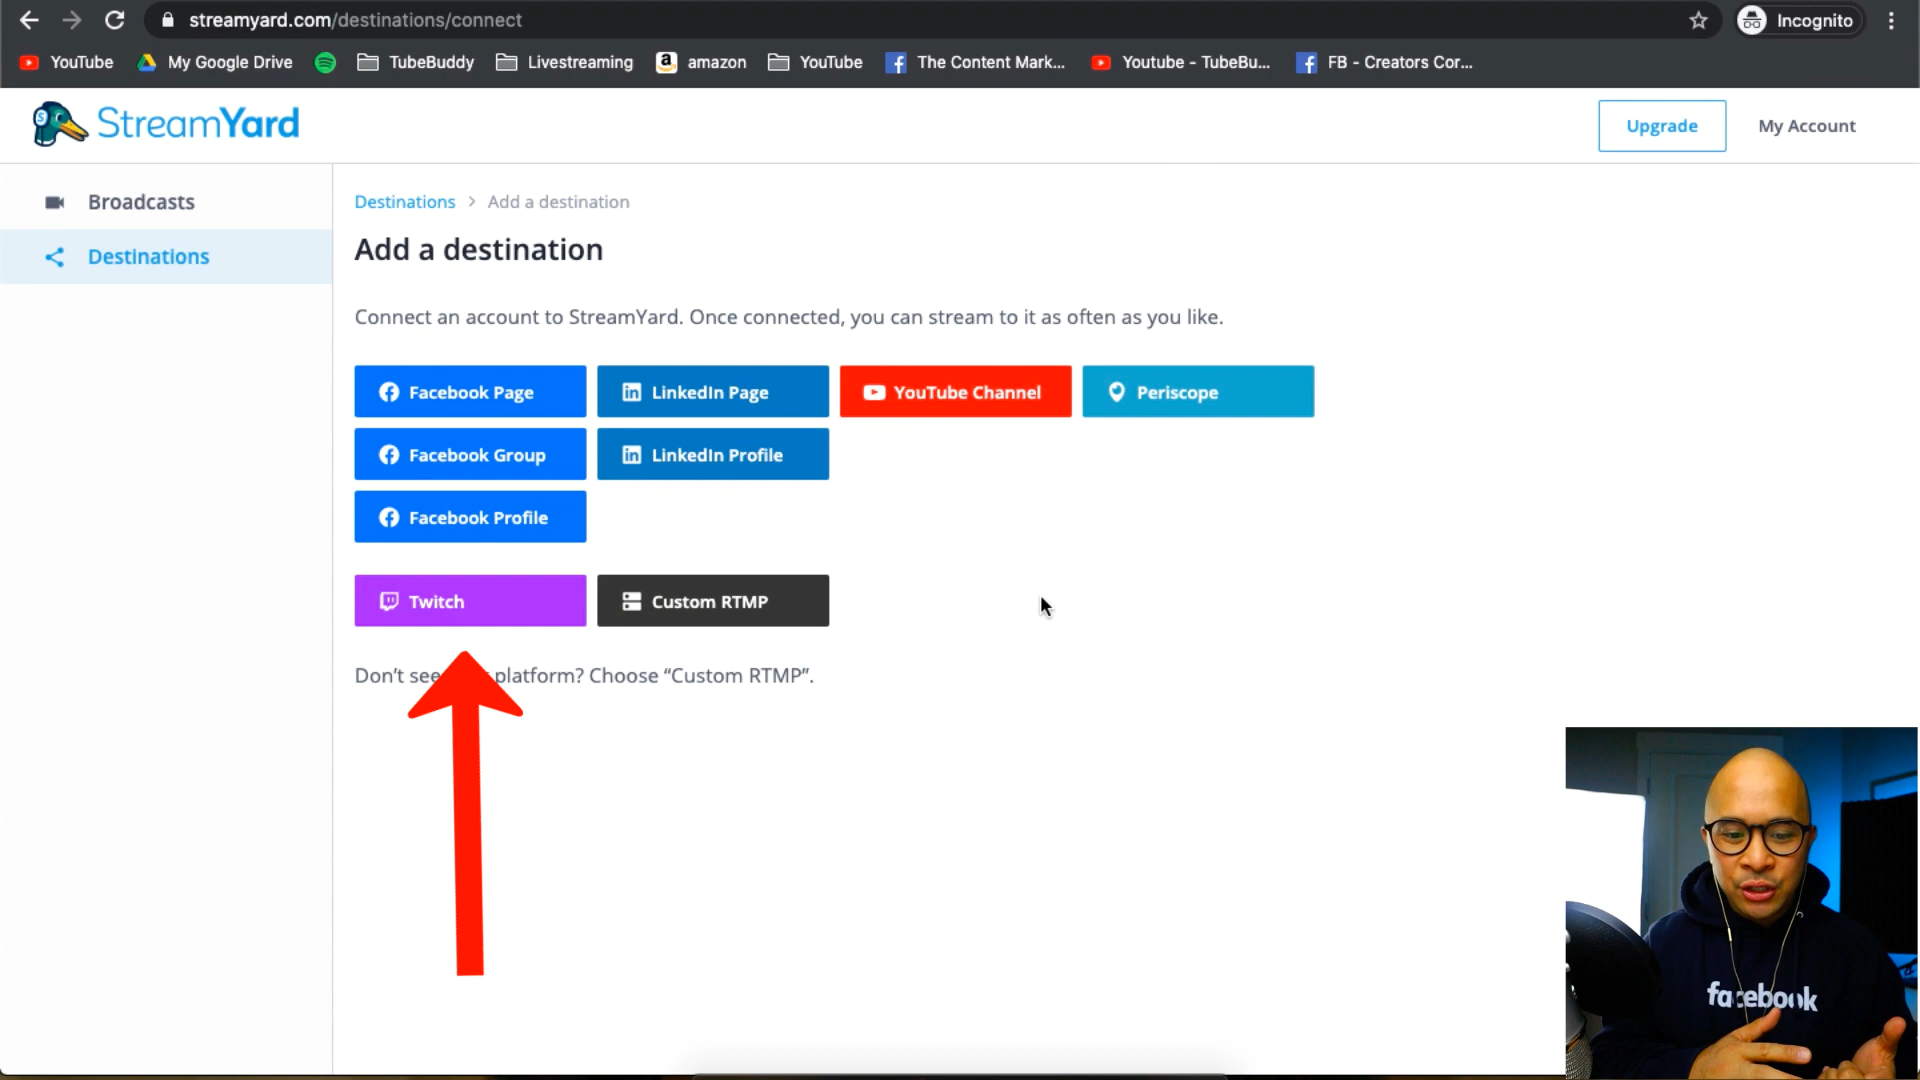 streamyard.com/destinations/connect
Incognito
YouTube
My Google Drive
TubeBuddy
Livestreaming
amazon
YouTube
The Content Mark...
Youtube - TubeBu...
FB - Creators Cor...
StreamYard
Upgrade
My Account
Broadcasts
Destinations
Destinations > Add a destination
Add a destination
Connect an account to StreamYard. Once connected, you can stream to it as often as you like.
Facebook Page
LinkedIn Page
YouTube Channel
Periscope
Facebook Group
LinkedIn Profile
Facebook Profile
Twitch
Custom RTMP
Don't see platform? Choose “Custom RTMP”.
facebook